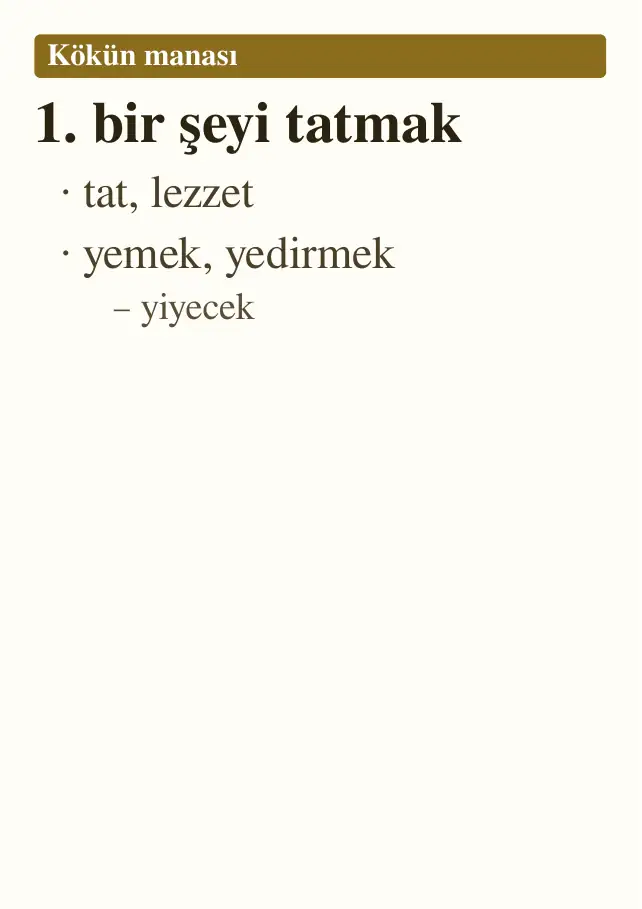 Kökün manası
1. bir şeyi tatmak
· tat, lezzet
· yemek, yedirmek
– yiyecek